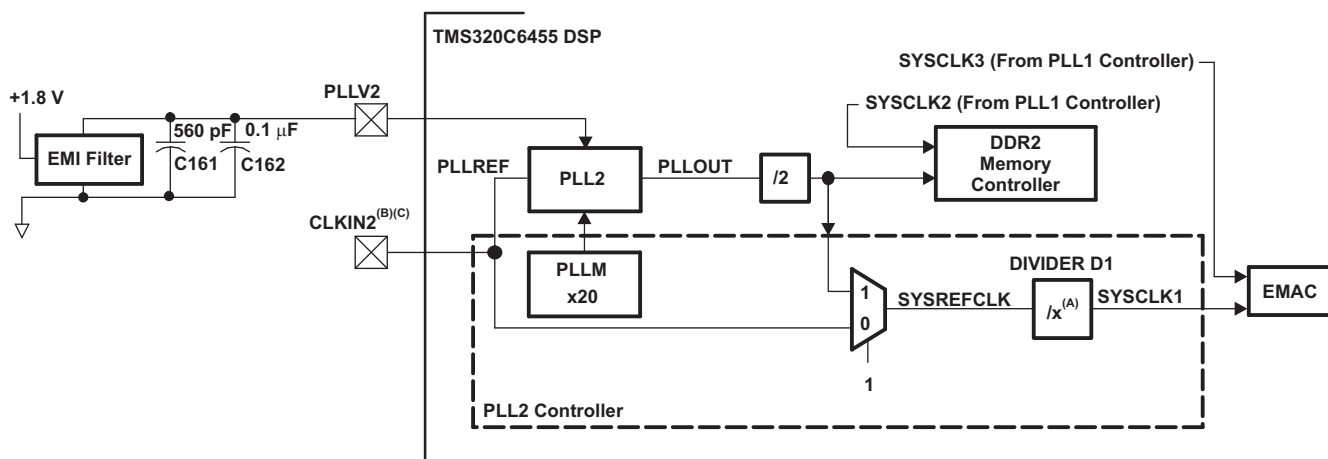 TMS320C6455 DSP
SYSCLK3 (From PLL1 Controller)
+1.8 V
PLLV2
SYSCLK2 (From PLL1 Controller)
560 pF
0.1 μF
EMI Filter
C161
C162
DDR2
Memory
Controller
PLLREF
PLL2
PLLOUT
/2
CLKIN2(B)(C)
PLLM
x20
DIVIDER D1
1
0
SYSREFCLK
/x(A)
SYSCLK1
EMAC
1
PLL2 Controller